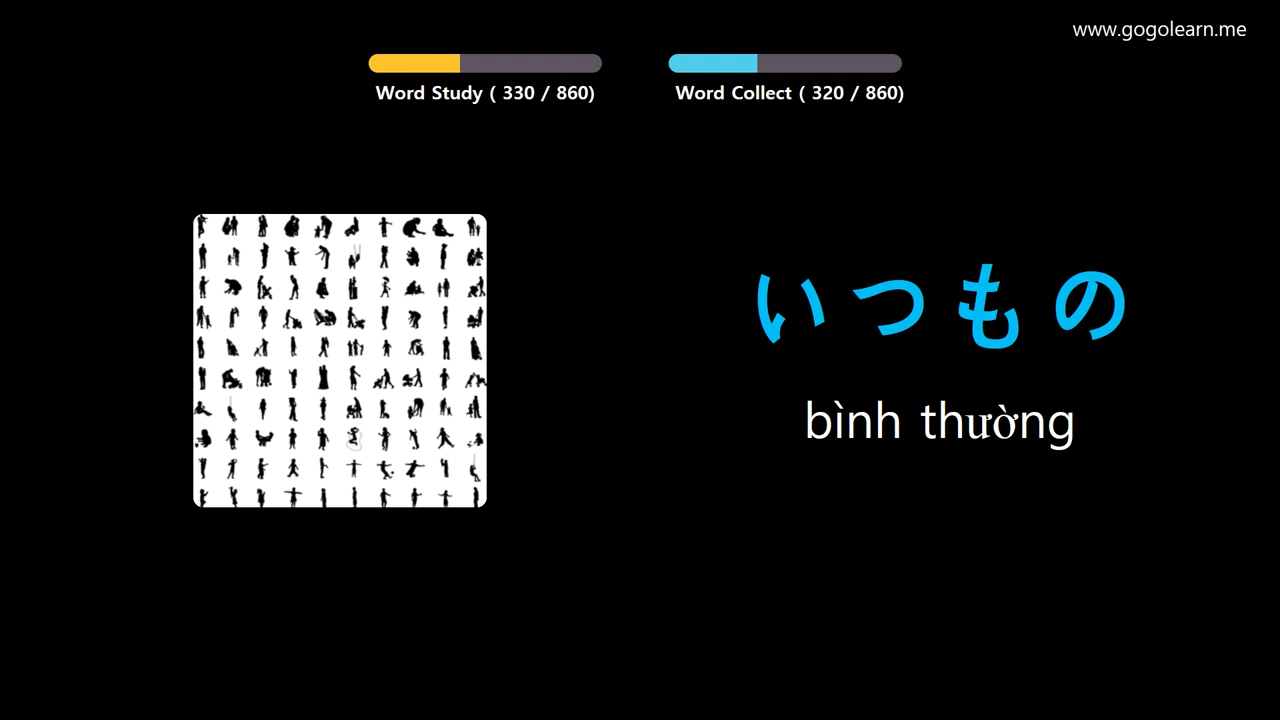 www.gogolearn.me
Word Study ( 330 / 860)
Word Collect ( 320 / 860)
いつもの
bình thường